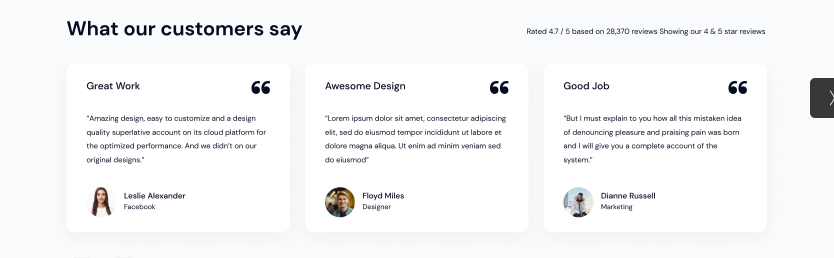 What our customers say
Rated 4.7 / 5 based on 28,370 reviews Showing our 4 & 5 star reviews
Great Work
“Amazing design, easy to customize and a design
quality superlative account on its cloud platform for
the optimized performance. And we didn’t on our
original designs.”
Leslie Alexander
Facebook
Awesome Design
“Lorem ipsum dolor sit amet, consectetur adipiscing
elit, sed do eiusmod tempor incididunt ut labore et
dolore magna aliqua. Ut enim ad minim veniam sed
do eiusmod”
Floyd Miles
Designer
Good Job
“But I must explain to you how all this mistaken idea
of denouncing pleasure and praising pain was born
and I will give you a complete account of the
system.”
Dianne Russell
Marketing